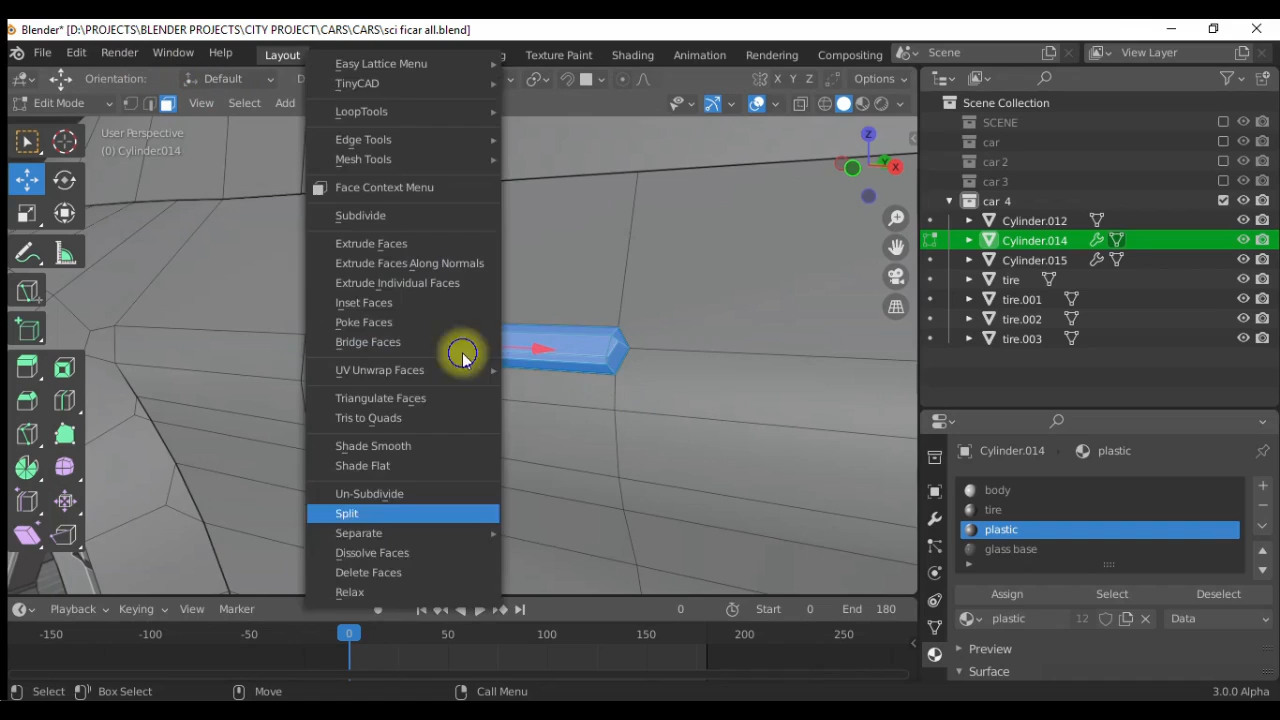 Blender* [D:\PROJECTS\BLENDER PROJECTS\CITY PROJECT\CARS\CARS\sci ficar all.blend]
File Edit Render Window Help Layout Texture Paint Shading Animation Rendering Compositing Scene View Layer
Orientation: Default X Y Z Options
Edit Mode View Select Add
User Perspective
(0) Cylinder.014
Easy Lattice Menu
TinyCAD
LoopTools
Edge Tools
Mesh Tools
Face Context Menu
Subdivide
Extrude Faces
Extrude Faces Along Normals
Extrude Individual Faces
Inset Faces
Poke Faces
Bridge Faces
UV Unwrap Faces
Triangulate Faces
Tris to Quads
Shade Smooth
Shade Flat
Un-Subdivide
Split
Separate
Dissolve Faces
Delete Faces
Relax
Z
Y
X
Scene Collection
SCENE
car
car 2
car 3
car 4
Cylinder.012
Cylinder.014
Cylinder.015
tire
tire.001
tire.002
tire.003
Cylinder.014 plastic
body
tire
plastic
glass base
Assign Select Deselect
plastic 12 Data
Preview
Surface
Playback Keying View Marker 0 Start 0 End 180
-150 -100 -50 0 50 100 150 200 250
Select Box Select Move Call Menu 3.0.0 Alpha